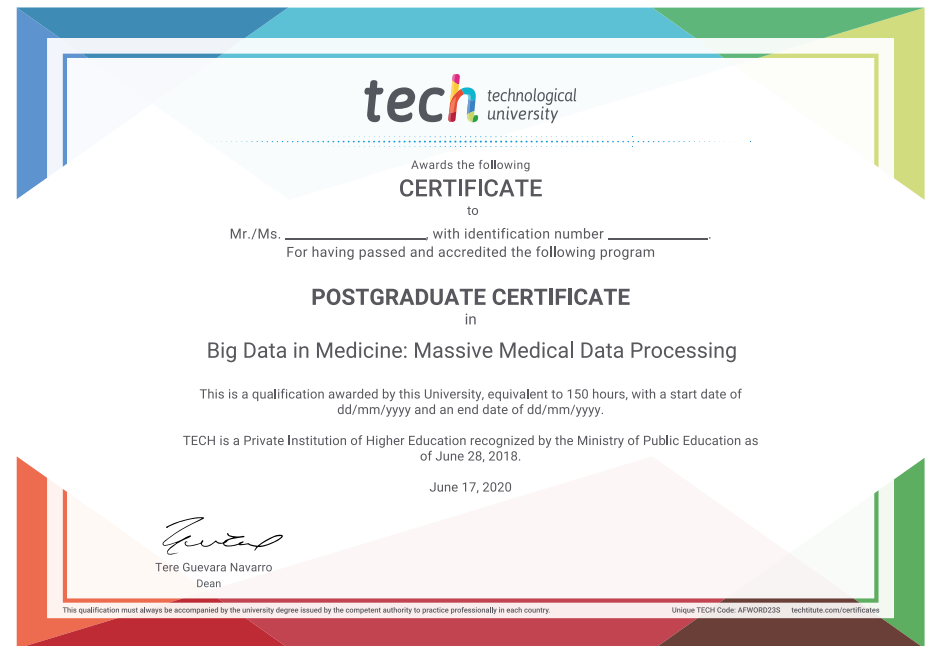 tech technological
university
Awards the following
CERTIFICATE
to
Mr./Ms. ____________________, with identification number ______________.
For having passed and accredited the following program
POSTGRADUATE CERTIFICATE
in
Big Data in Medicine: Massive Medical Data Processing
This is a qualification awarded by this University, equivalent to 150 hours, with a start date of
dd/mm/yyyy and an end date of dd/mm/yyyy.
TECH is a Private Institution of Higher Education recognized by the Ministry of Public Education as
of June 28, 2018.
June 17, 2020
Tere Guevara Navarro
Dean
This qualification must always be accompanied by the university degree issued by the competent authority to practice professionally in each country.
Unique TECH Code: AFWORD23S techtitute.com/certificates